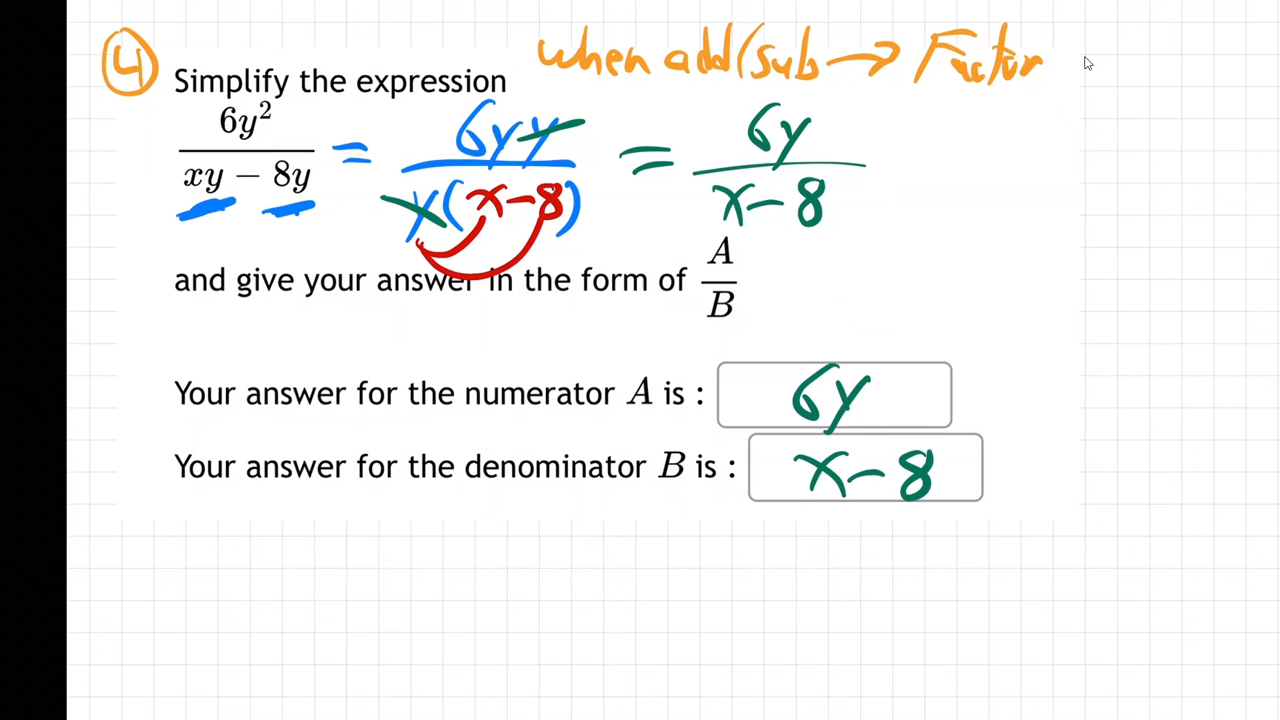 ④ when add/sub → Factor
Simplify the expression
6y² / (xy − 8y) = 6yy / y(x−8) = 6y / (x−8)
and give your answer in the form of A/B
Your answer for the numerator A is : 6y
Your answer for the denominator B is : x−8